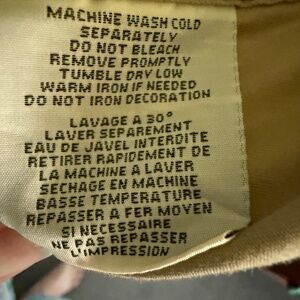 MACHINE WASH COLD
SEPARATELY
DO NOT BLEACH
REMOVE PROMPTLY
TUMBLE DRY LOW
WARM IRON IF NEEDED
DO NOT IRON DECORATION
LAVAGE A 30°
LAVER SEPAREMENT
EAU DE JAVEL INTERDITE
RETIRER RAPIDEMENT DE
LA MACHINE A LAVER
SECHAGE EN MACHINE
BASSE TEMPERATURE
REPASSER A FER MOYEN
SI NECESSAIRE
NE PAS REPASSER
L'IMPRESSION